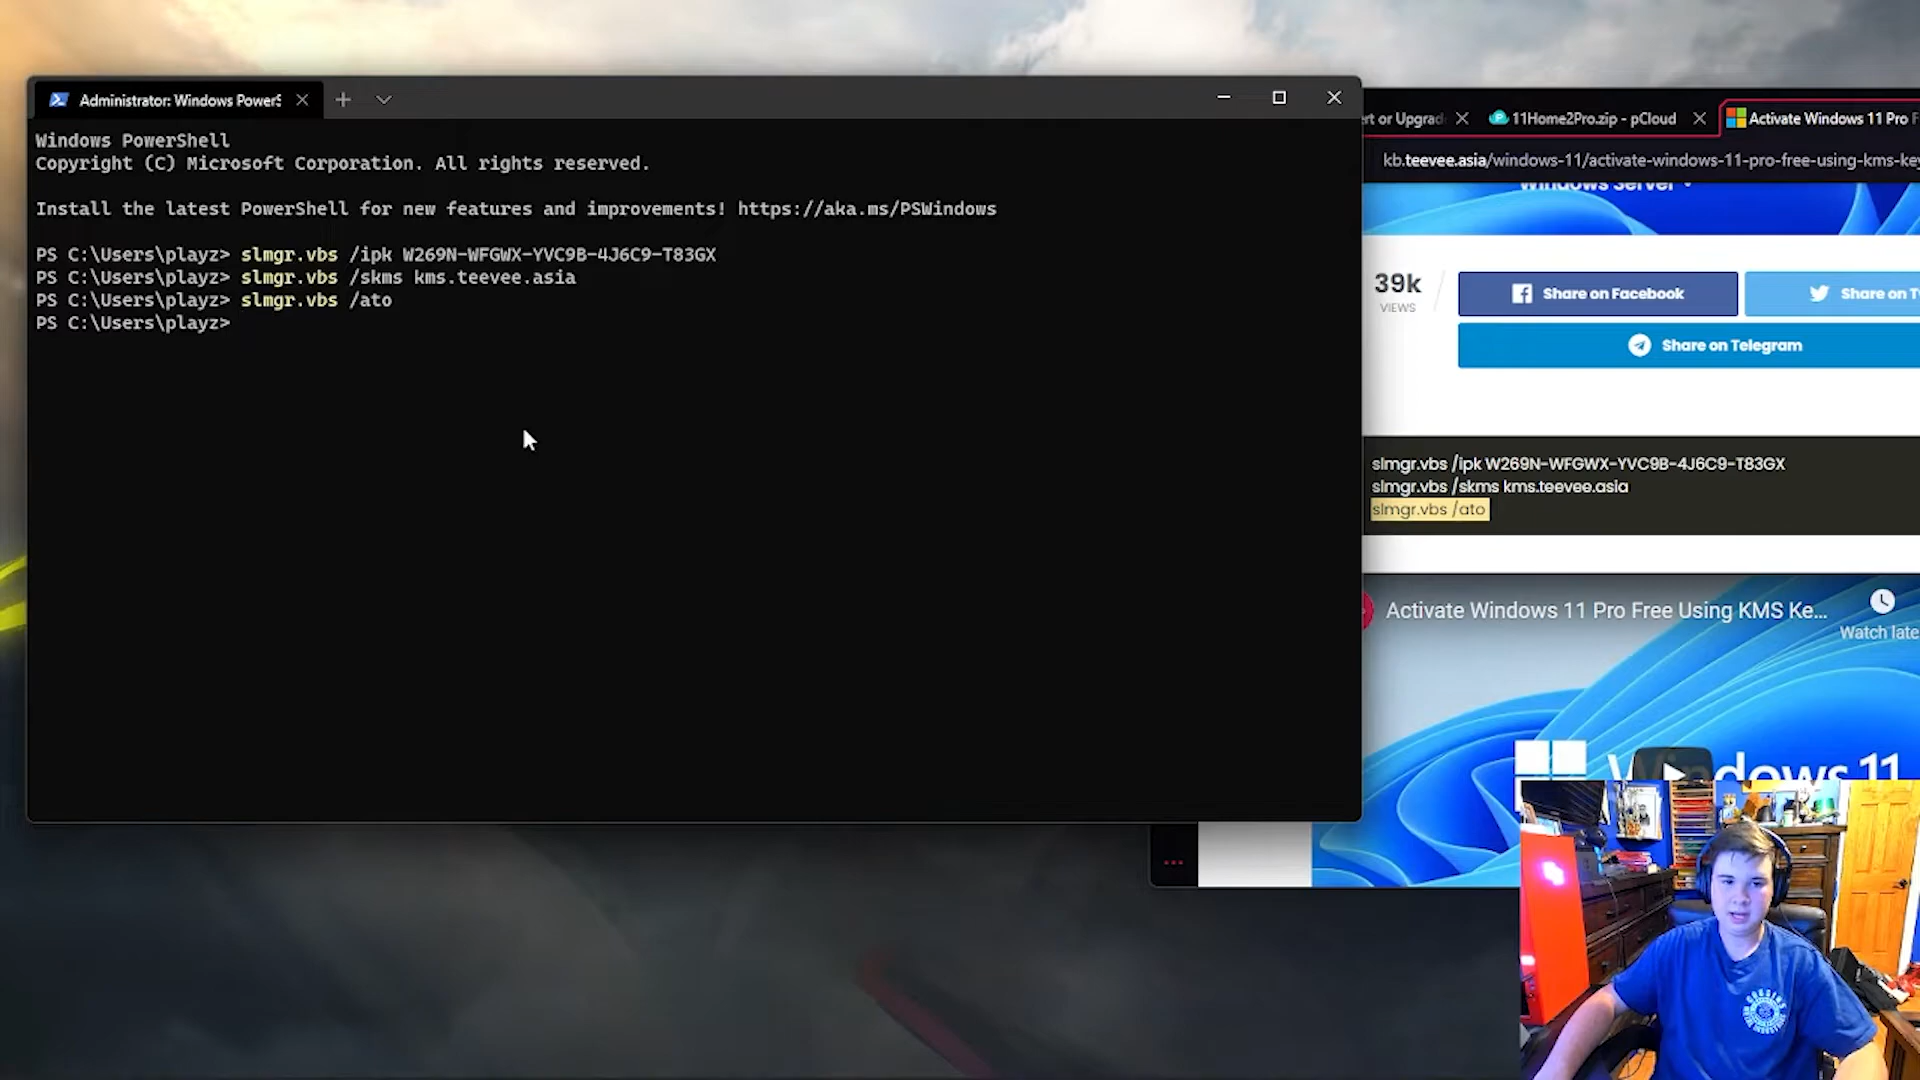 Administrator: Windows PowerS
Windows PowerShell
Copyright (C) Microsoft Corporation. All rights reserved.
Install the latest PowerShell for new features and improvements! https://aka.ms/PSWindows
PS C:\Users\playz> slmgr.vbs /ipk W269N-WFGWX-YVC9B-4J6C9-T83GX
PS C:\Users\playz> slmgr.vbs /skms kms.teevee.asia
PS C:\Users\playz> slmgr.vbs /ato
PS C:\Users\playz>
rt or Upgrad
11Home2Pro.zip - pCloud
Activate Windows 11 Pro F
kb.teevee.asia/windows-11/activate-windows-11-pro-free-using-kms-key
Windows Server
39k
VIEWS
Share on Facebook
Share on T
Share on Telegram
slmgr.vbs /ipk W269N-WFGWX-YVC9B-4J6C9-T83GX
slmgr.vbs /skms kms.teevee.asia
slmgr.vbs /ato
Activate Windows 11 Pro Free Using KMS Ke...
Watch late
Windows 11